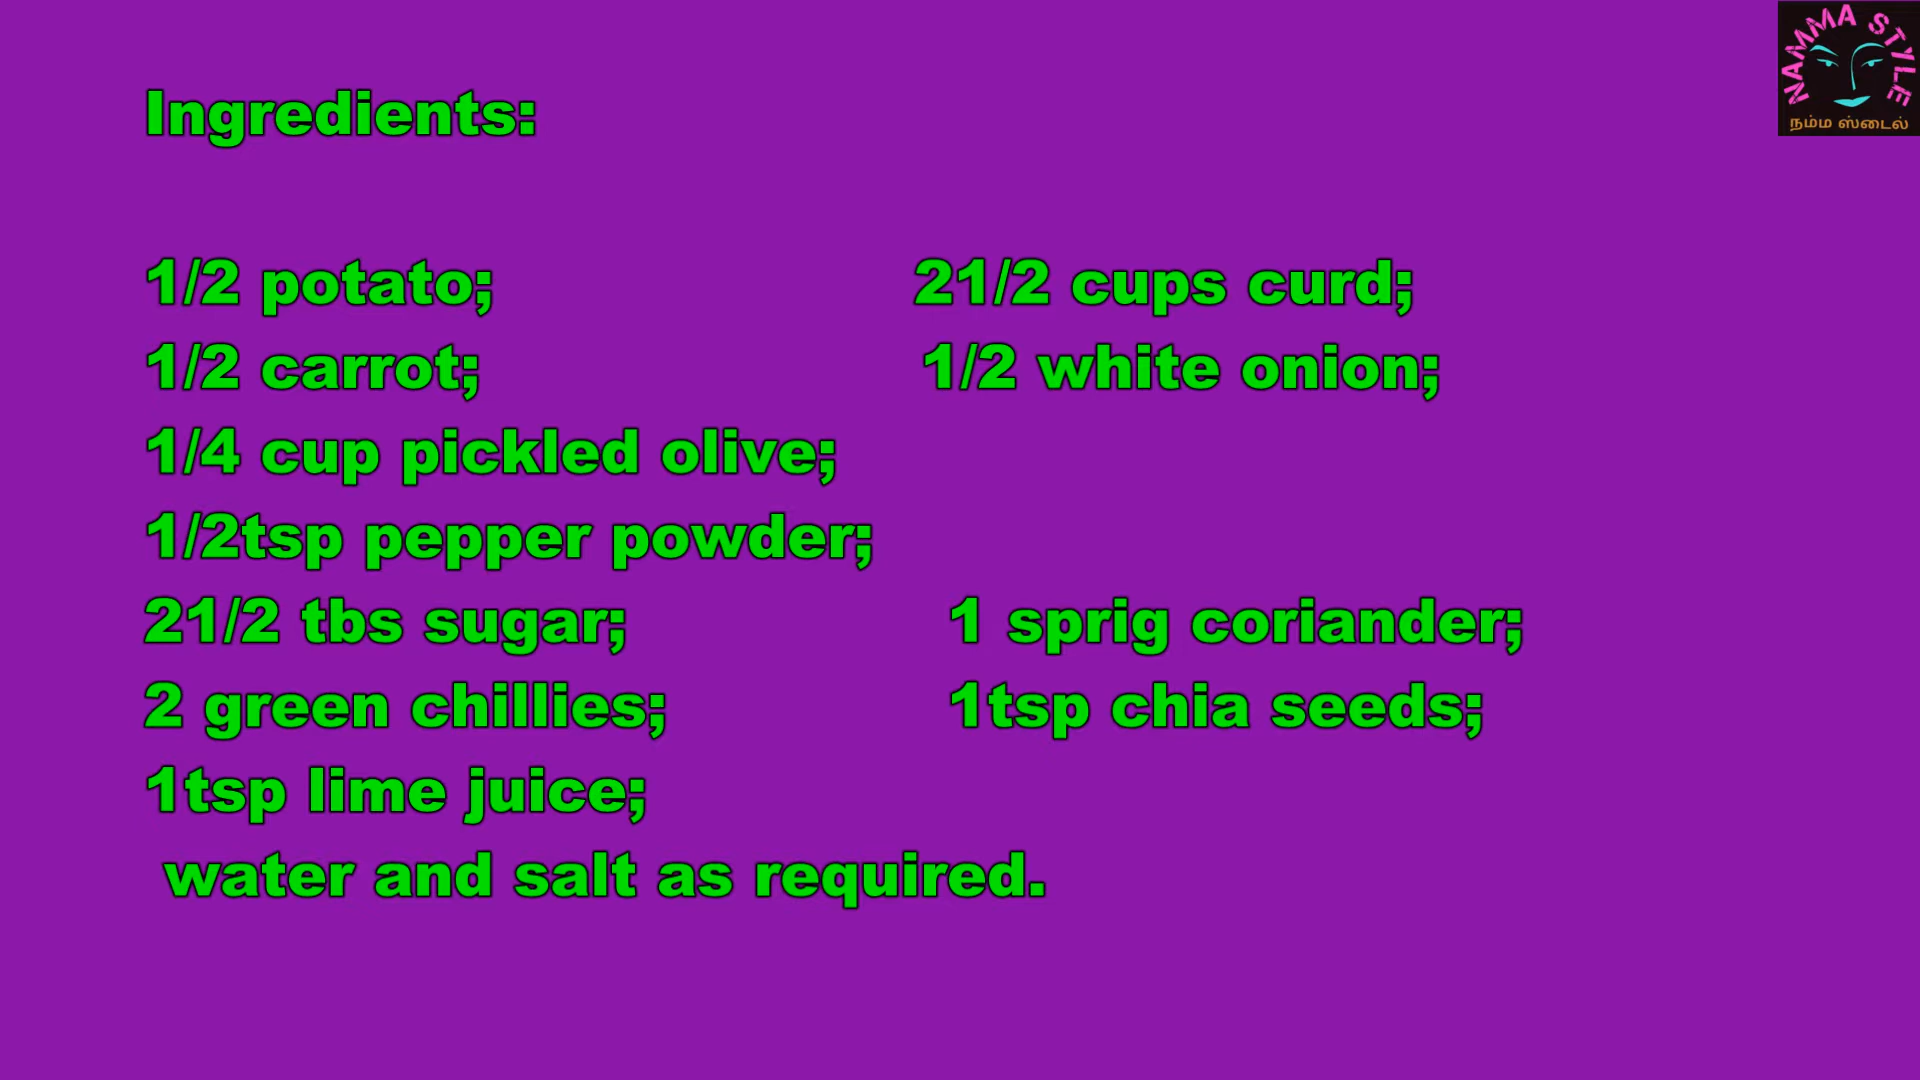 NAMMA STYLE
நம்ம ஸ்டைல்
Ingredients:
1/2 potato; 21/2 cups curd;
1/2 carrot; 1/2 white onion;
1/4 cup pickled olive;
1/2tsp pepper powder;
21/2 tbs sugar; 1 sprig coriander;
2 green chillies; 1tsp chia seeds;
1tsp lime juice;
water and salt as required.